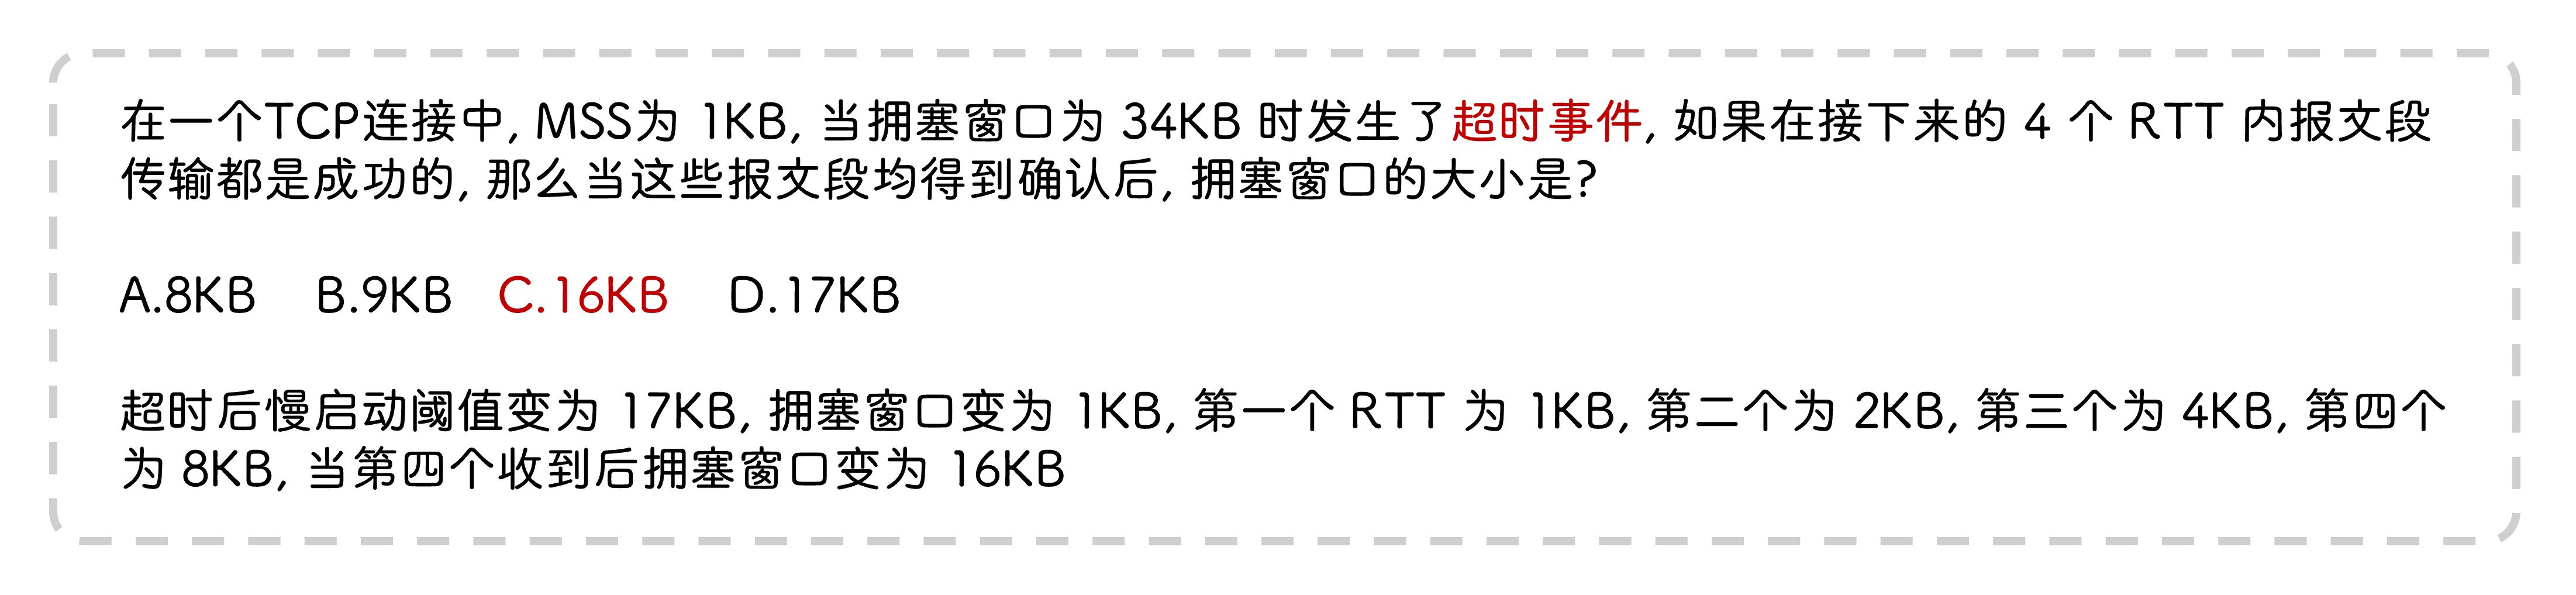 在一个TCP连接中, MSS为 1KB, 当拥塞窗口为 34KB 时发生了超时事件, 如果在接下来的 4 个 RTT 内报文段
传输都是成功的, 那么当这些报文段均得到确认后, 拥塞窗口的大小是?
A.8KB B.9KB C.16KB D.17KB
超时后慢启动阈值变为 17KB, 拥塞窗口变为 1KB, 第一个 RTT 为 1KB, 第二个为 2KB, 第三个为 4KB, 第四个
为 8KB, 当第四个收到后拥塞窗口变为 16KB